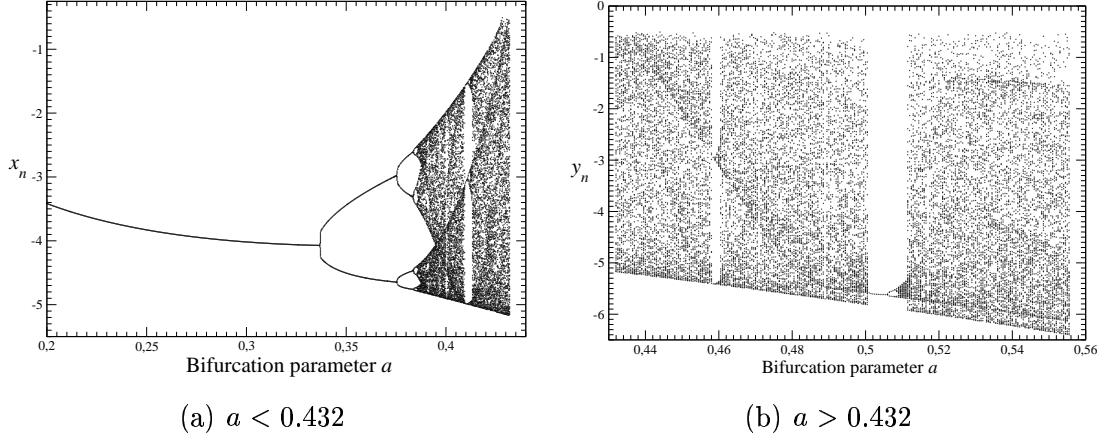 -1
-2
x_n
-3
-4
-5
0,2 0,25 0,3 0,35 0,4
Bifurcation parameter a
(a) a < 0.432
0
-1
-2
y_n
-3
-4
-5
-6
0,44 0,46 0,48 0,5 0,52 0,54 0,56
Bifurcation parameter a
(b) a > 0.432